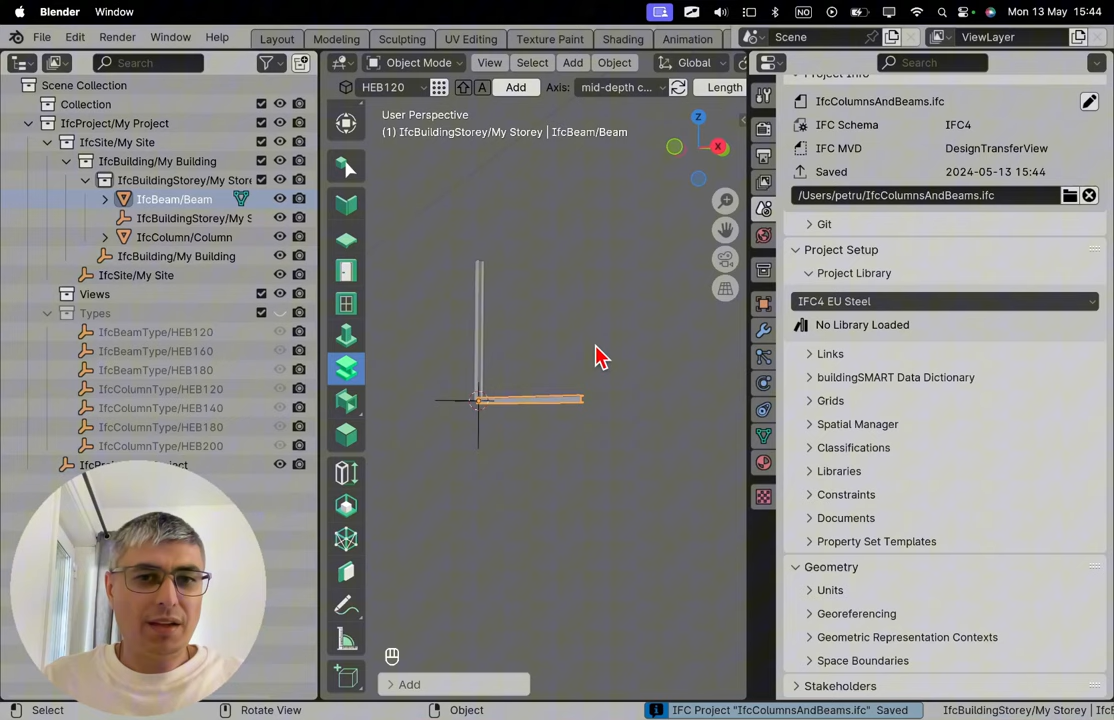 Blender Window NO Mon 13 May 15:44
File Edit Render Window Help Layout Modeling Sculpting UV Editing Texture Paint Shading Animation Scene ViewLayer
Search Object Mode View Select Add Object Global Search
HEB120 A Add Axis: mid-depth c... Length
Scene Collection
Collection
IfcProject/My Project
IfcSite/My Site
IfcBuilding/My Building
IfcBuildingStorey/My Store
IfcBeam/Beam
IfcBuildingStorey/My S
IfcColumn/Column
IfcBuilding/My Building
IfcSite/My Site
Views
Types
IfcBeamType/HEB120
IfcBeamType/HEB160
IfcBeamType/HEB180
IfcColumnType/HEB120
IfcColumnType/HEB140
IfcColumnType/HEB180
IfcColumnType/HEB200
User Perspective
(1) IfcBuildingStorey/My Storey | IfcBeam/Beam
Z
X
Add
Project Info
IfcColumnsAndBeams.ifc
IFC Schema IFC4
IFC MVD DesignTransferView
Saved 2024-05-13 15:44
/Users/petru/IfcColumnsAndBeams.ifc
Git
Project Setup
Project Library
IFC4 EU Steel
No Library Loaded
Links
buildingSMART Data Dictionary
Grids
Spatial Manager
Classifications
Libraries
Constraints
Documents
Property Set Templates
Geometry
Units
Georeferencing
Geometric Representation Contexts
Space Boundaries
Stakeholders
Select Rotate View Object IFC Project "IfcColumnsAndBeams.ifc" Saved IfcBuildingStorey/My Storey | Ifc